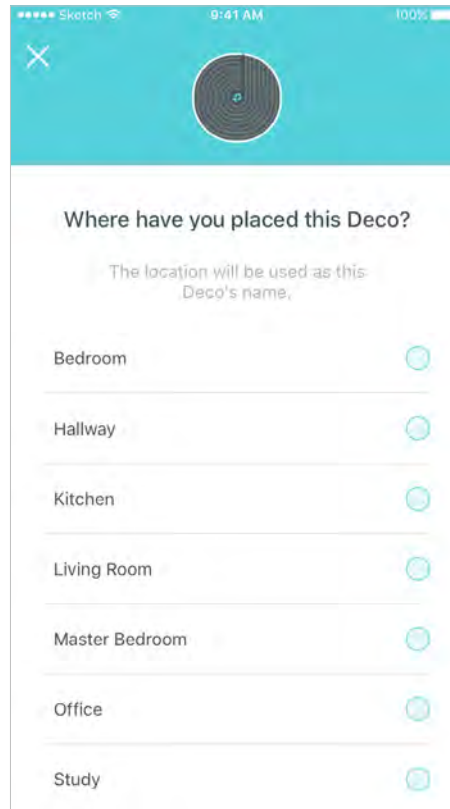 Sketch 9:41 AM 100%
Where have you placed this Deco?
The location will be used as this
Deco's name.
Bedroom
Hallway
Kitchen
Living Room
Master Bedroom
Office
Study